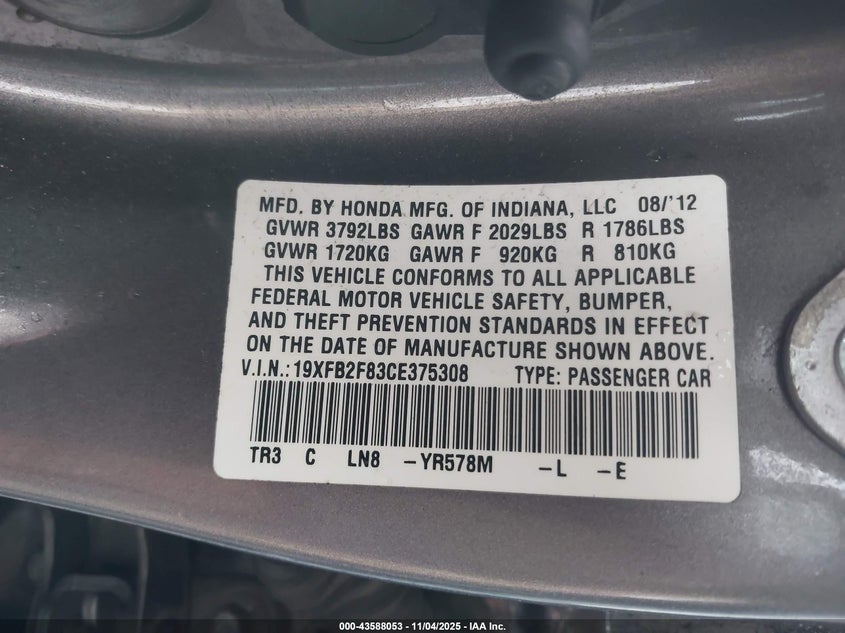 MFD. BY HONDA MFG. OF INDIANA, LLC 08/'12
GVWR 3792LBS GAWR F 2029LBS R 1786LBS
GVWR 1720KG GAWR F 920KG R 810KG
THIS VEHICLE CONFORMS TO ALL APPLICABLE
FEDERAL MOTOR VEHICLE SAFETY, BUMPER,
AND THEFT PREVENTION STANDARDS IN EFFECT
ON THE DATE OF MANUFACTURE SHOWN ABOVE.
V.I.N.:19XFB2F83CE375308 TYPE: PASSENGER CAR
TR3 C LN8 -YR578M -L -E
000-43588053 - 11/04/2025 - IAA Inc.